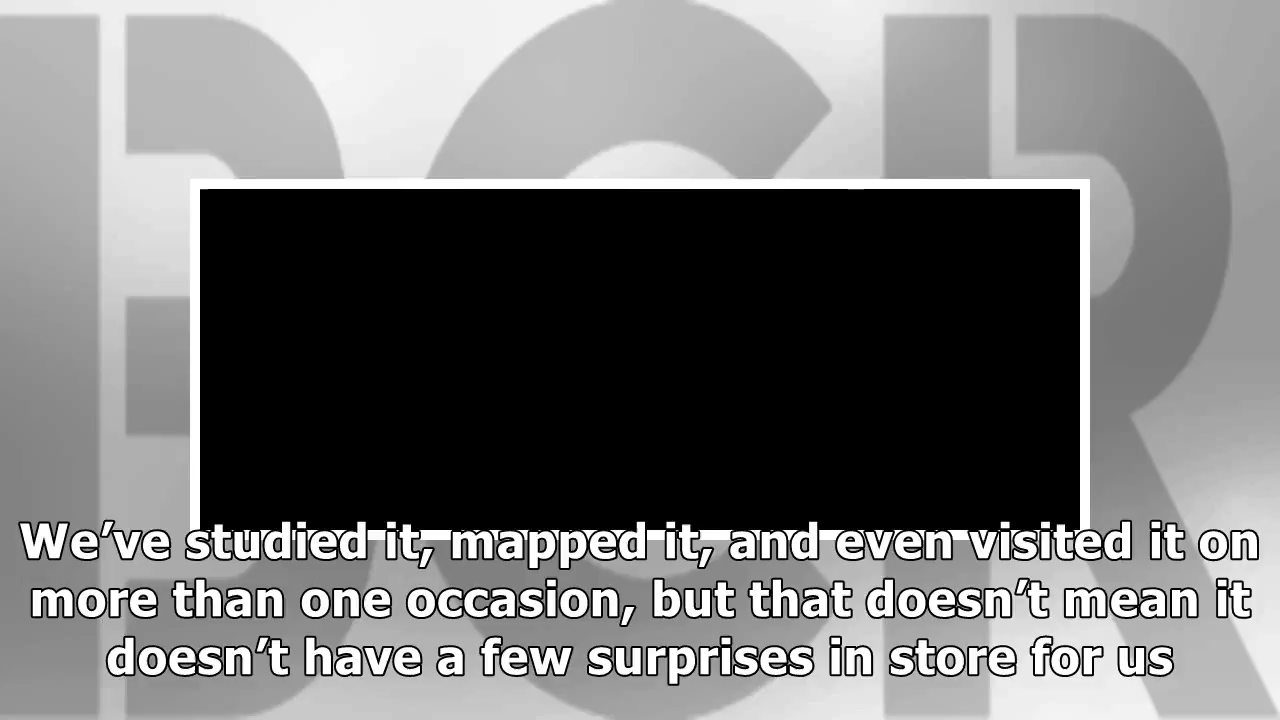 BGR
We’ve studied it, mapped it, and even visited it on
more than one occasion, but that doesn’t mean it
doesn’t have a few surprises in store for us